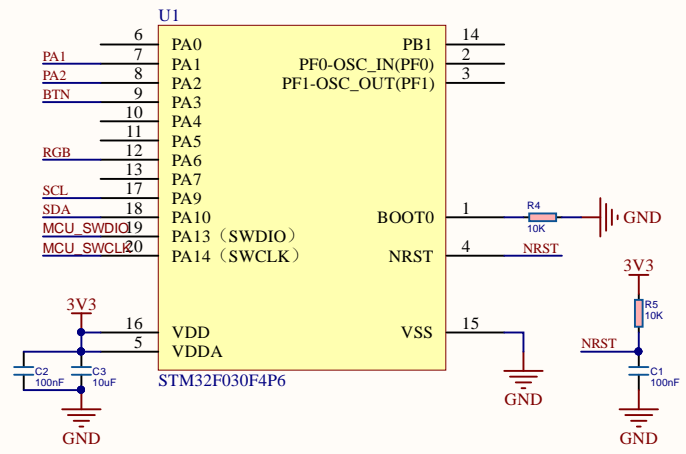 U1
6 PA0 PB1 14
PA1 7 PA1 PF0-OSC_IN(PF0) 2
PA2 8 PA2 PF1-OSC_OUT(PF1) 3
BTN 9 PA3
10 PA4
11 PA5
RGB 12 PA6
13 PA7
SCL 17 PA9
SDA 18 PA10 BOOT0 1 R4 10K GND
MCU_SWDIO 19 PA13（SWDIO）
MCU_SWCLK 20 PA14（SWCLK） NRST 4 NRST
3V3
3V3
R5
10K
16 VDD VSS 15
5 VDDA
NRST
C2
100nF
C3
10uF
C1
100nF
STM32F030F4P6
GND
GND
GND